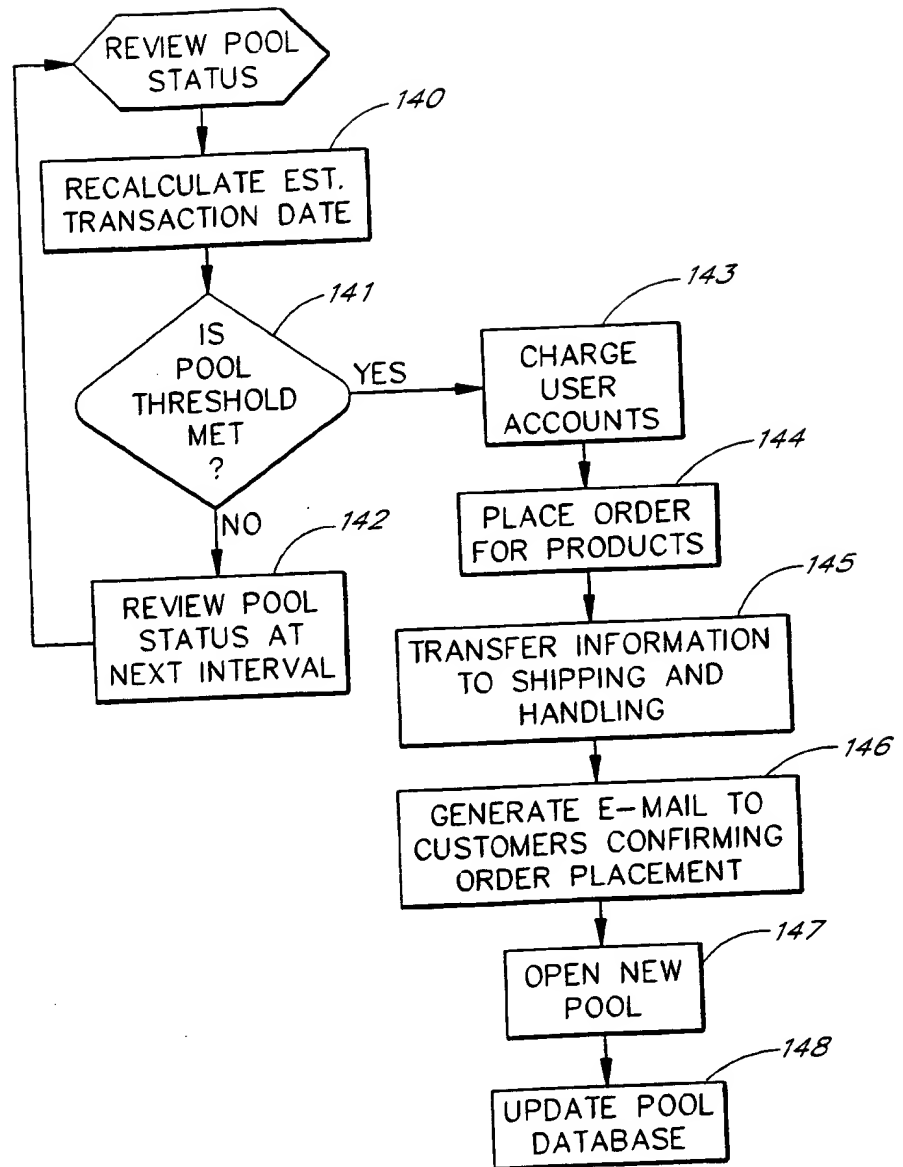 REVIEW POOL
STATUS
140
RECALCULATE EST.
TRANSACTION DATE
141
IS
POOL
THRESHOLD
MET
?
YES
NO
142
REVIEW POOL
STATUS AT
NEXT INTERVAL
143
CHARGE
USER
ACCOUNTS
144
PLACE ORDER
FOR PRODUCTS
145
TRANSFER INFORMATION
TO SHIPPING AND
HANDLING
146
GENERATE E-MAIL TO
CUSTOMERS CONFIRMING
ORDER PLACEMENT
147
OPEN NEW
POOL
148
UPDATE POOL
DATABASE